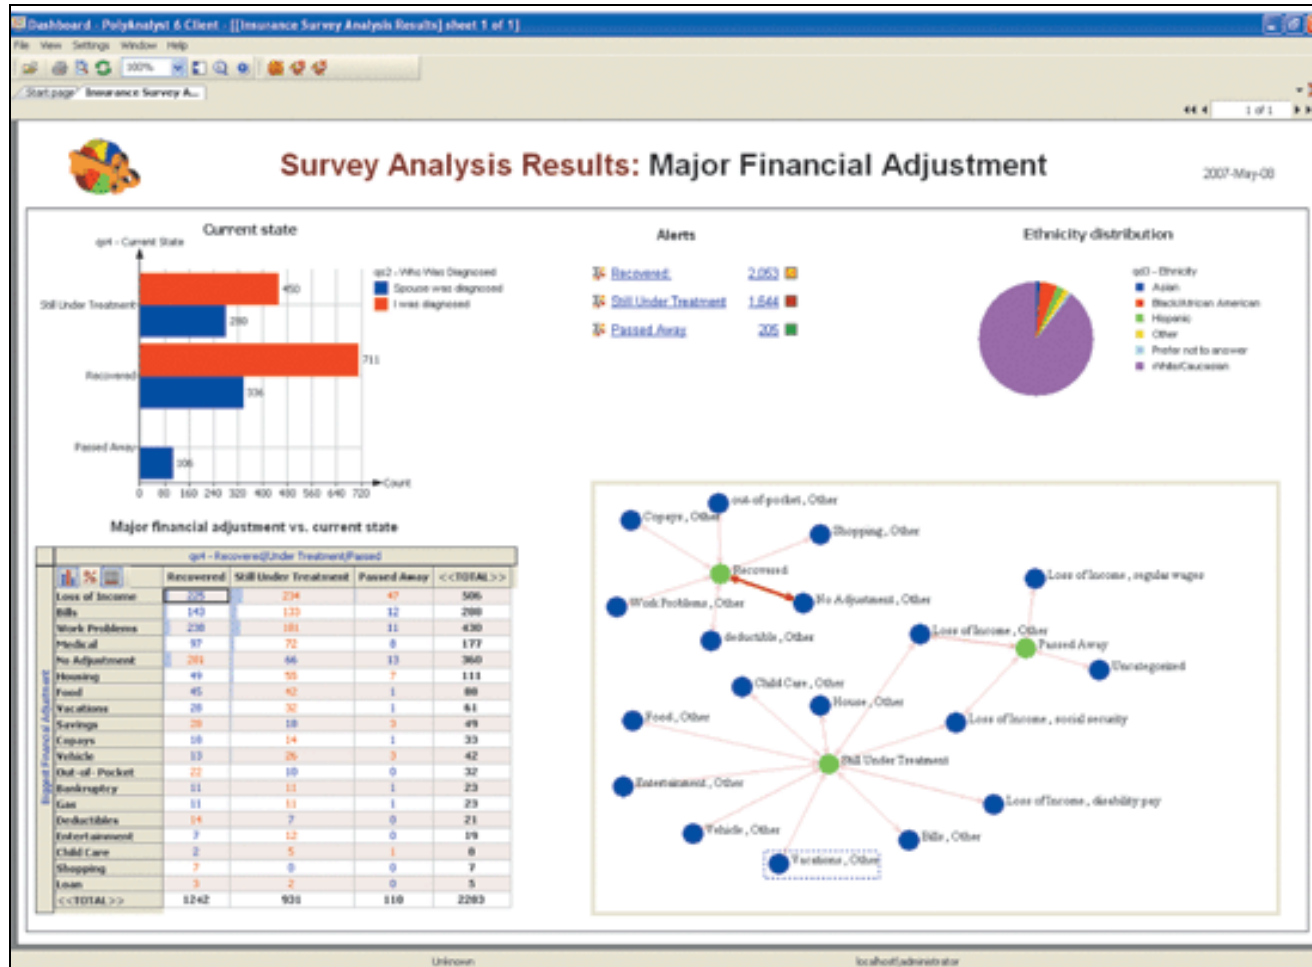 Dashboard - PolyAnalyst 6 Client - [[Insurance Survey Analysis Results] sheet 1 of 1]
File View Settings Window Help
100%
Start page Insurance Survey A...
1 of 1
Survey Analysis Results: Major Financial Adjustment
2007-May-08
Current state
qs4 - Current State
qs2 - Who Was Diagnosed
Spouse was diagnosed
I was diagnosed
Still Under Treatment
450
280
Recovered
711
336
Passed Away
106
0 80 160 240 320 400 480 560 640 720
Count
Alerts
Recovered 2,053
Still Under Treatment 1,644
Passed Away 205
Ethnicity distribution
qd3 - Ethnicity
Asian
Black/African American
Hispanic
Other
Prefer not to answer
White/Caucasian
Major financial adjustment vs. current state
qs4 - Recovered/Under Treatment/Passed
Biggest Financial Adjustment
Recovered Still Under Treatment Passed Away <<TOTAL>>
Loss of Income 225 234 47 506
Bills 143 133 12 288
Work Problems 238 181 11 430
Medical 97 72 8 177
No Adjustment 281 66 13 360
Housing 49 55 7 111
Food 45 42 1 88
Vacations 28 32 1 61
Savings 28 18 3 49
Copays 18 14 1 33
Vehicle 13 26 3 42
Out-of-Pocket 22 10 0 32
Bankruptcy 11 11 1 23
Gas 11 11 1 23
Deductibles 14 7 0 21
Entertainment 7 12 0 19
Child Care 2 5 1 8
Shopping 7 0 0 7
Loan 3 2 0 5
<<TOTAL>> 1242 931 110 2283
out-of-pocket, Other
Copays, Other
Shopping, Other
Recovered
Work Problems, Other
No Adjustment, Other
deductible, Other
Loss of Income, regular wages
Loss of Income, Other
Passed Away
Uncategorized
Child Care, Other
House, Other
Food, Other
Loss of Income, social security
Still Under Treatment
Entertainment, Other
Loss of Income, disability pay
Vehicle, Other
Bills, Other
Vacations, Other
Unknown
localhost\administrator